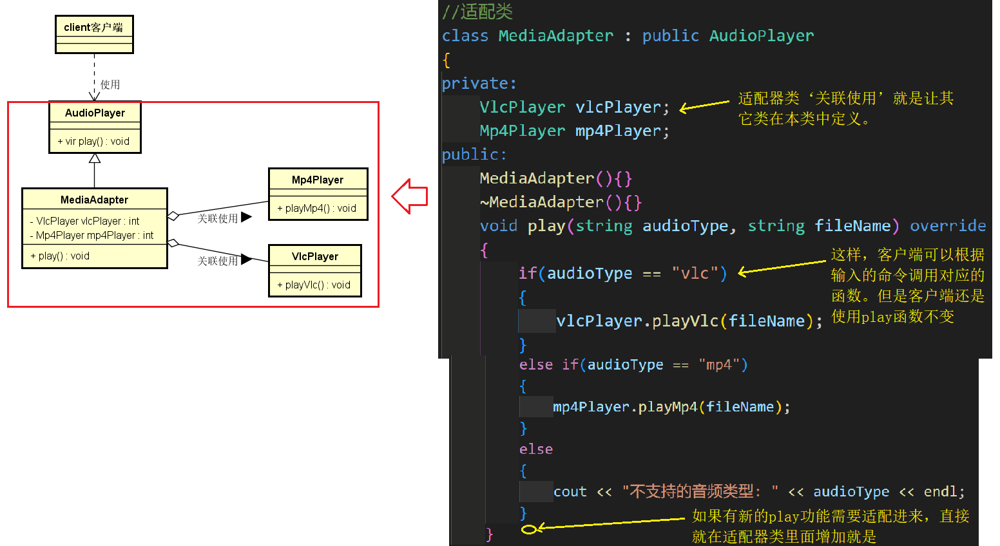 client客户端
使用
AudioPlayer
+ vir play() : void
MediaAdapter
- VlcPlayer vlcPlayer : int
- Mp4Player mp4Player : int
+ play() : void
Mp4Player
+ playMp4() : void
关联使用
VlcPlayer
+ playVlc() : void
关联使用
//适配类
class MediaAdapter : public AudioPlayer
{
private:
VlcPlayer vlcPlayer;
Mp4Player mp4Player;
适配器类‘关联使用’就是让其
它类在本类中定义。
public:
MediaAdapter(){}
~MediaAdapter(){}
void play(string audioType, string fileName) override
{
if(audioType == "vlc")
{
vlcPlayer.playVlc(fileName);
}
这样，客户端可以根据
输入的命令调用对应的
函数。但是客户端还是
使用play函数不变
else if(audioType == "mp4")
{
mp4Player.playMp4(fileName);
}
else
{
cout << "不支持的音频类型: " << audioType << endl;
}
如果有新的play功能需要适配进来，直接
就在适配器类里面增加就是
}